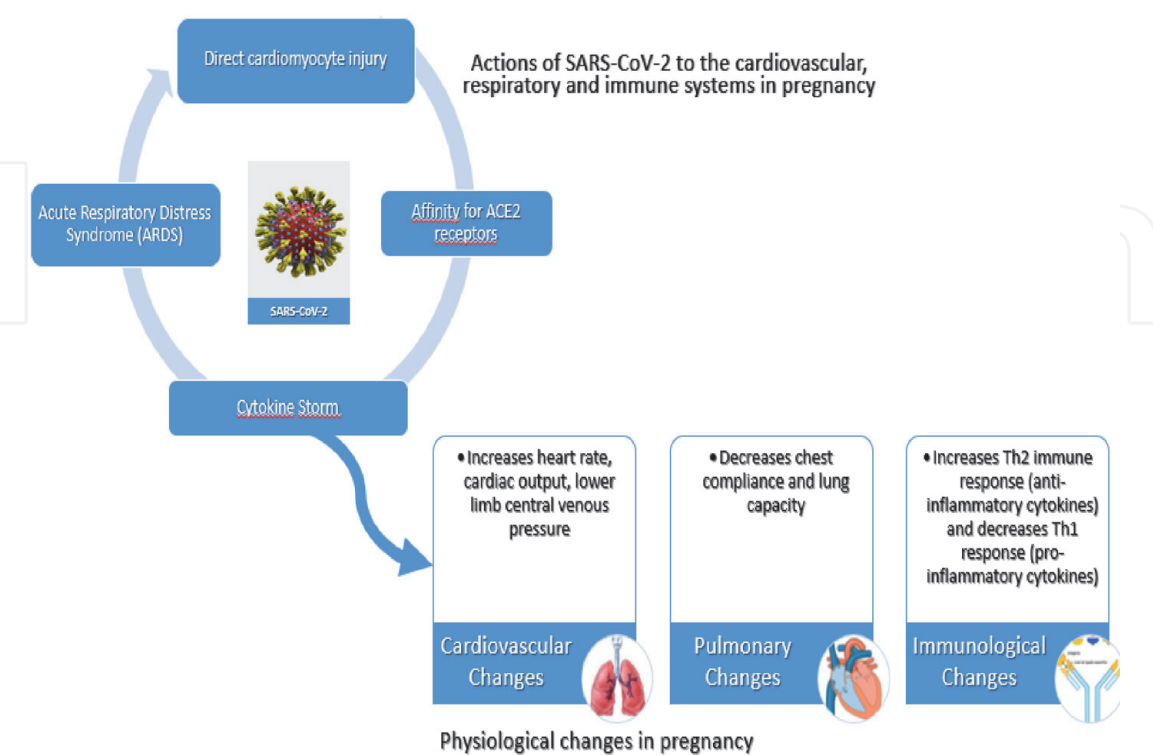 Direct cardiomyocyte injury
Actions of SARS-CoV-2 to the cardiovascular,
respiratory and immune systems in pregnancy
Acute Respiratory Distress
Syndrome (ARDS)
Affinity for ACE2
receptors
SARS-CoV-2
Cytokine Storm
•Increases heart rate,
cardiac output, lower
limb central venous
pressure
Cardiovascular
Changes
•Decreases chest
compliance and lung
capacity
Pulmonary
Changes
•Increases Th2 immune
response (anti-
inflammatory cytokines)
and decreases Th1
response (pro-
inflammatory cytokines)
Immunological
Changes
Physiological changes in pregnancy